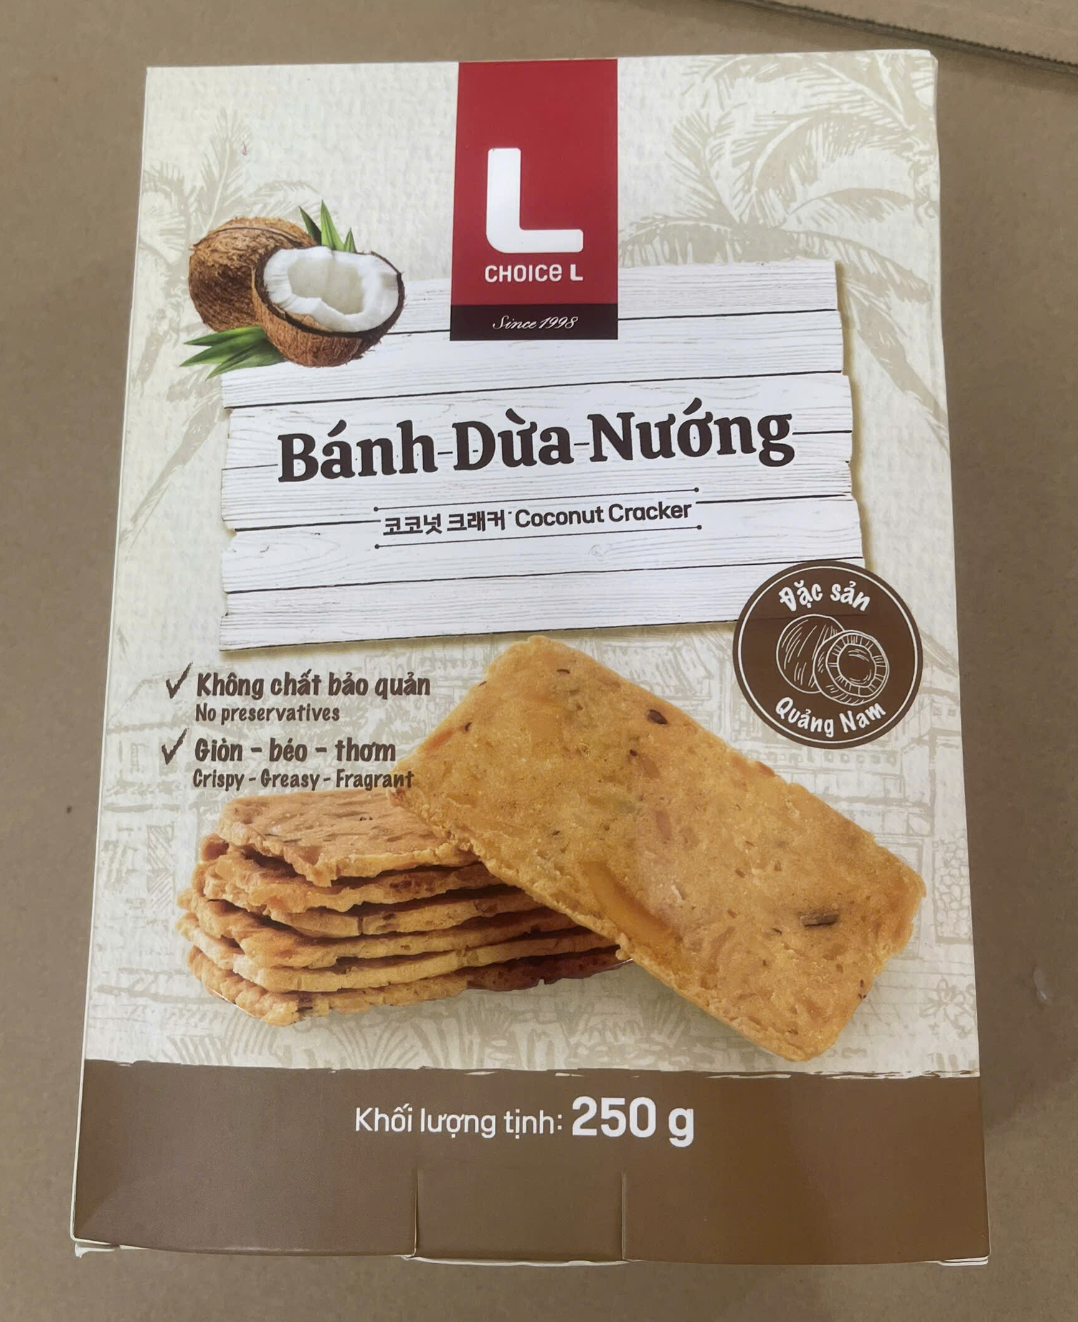 L
CHOICe L
Since 1998
Bánh Dừa Nướng
코코넛 크래커 Coconut Cracker
Đặc sản
Quảng Nam
Không chất bảo quản
No preservatives
Giòn - béo - thơm
Crispy - Greasy - Fragrant
Khối lượng tịnh: 250 g